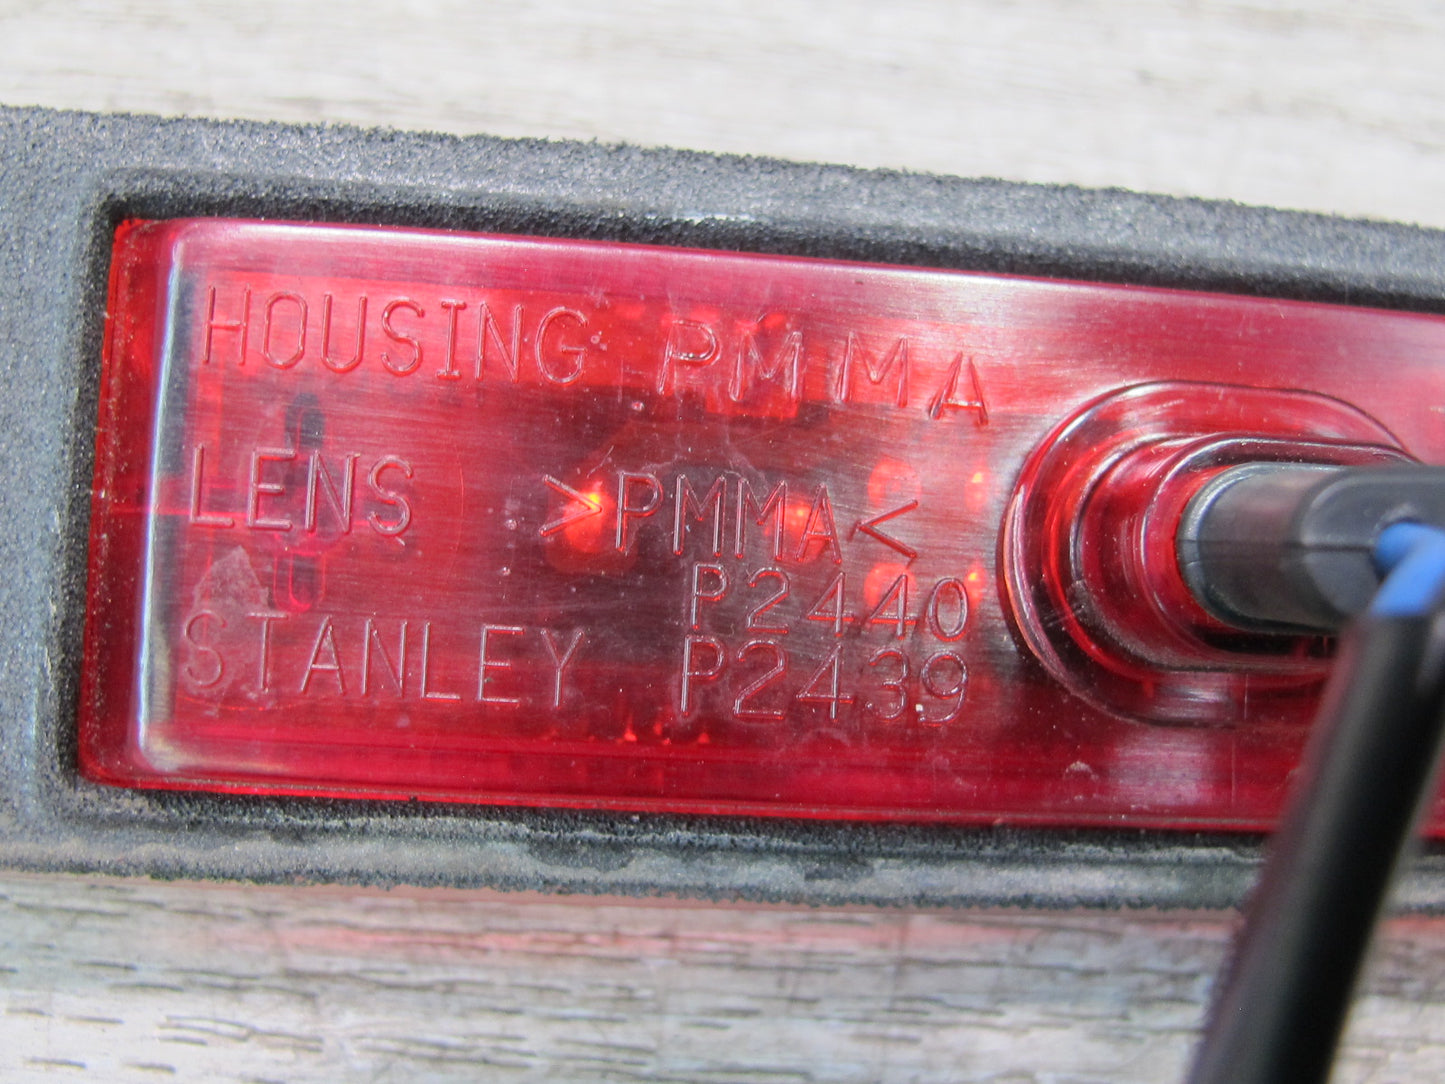 HOUSING PMMA
LENS >PMMA<
P2440
STANLEY P2439